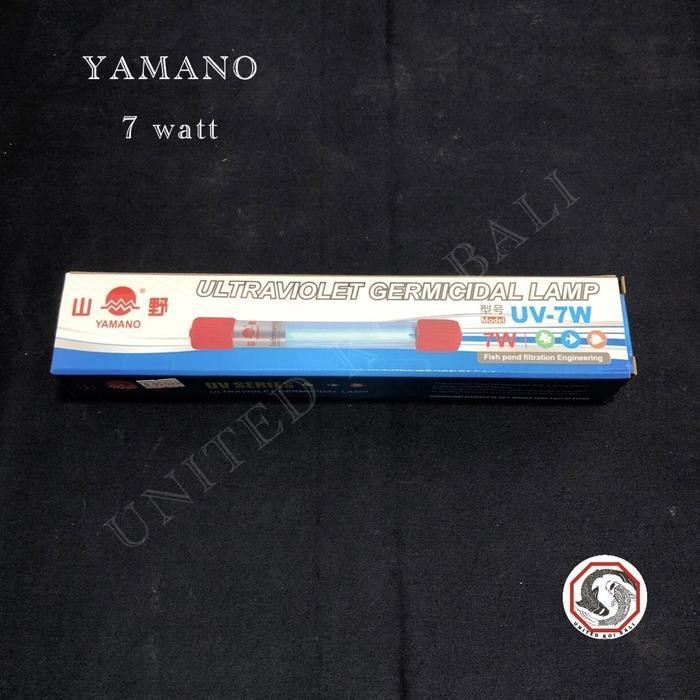 YAMANO
7 watt
UNITED KOI BALI
ULTRAVIOLET GERMICIDAL LAMP
山 ® 野
YAMANO
型号
Model
UV-7W
7W
Fish pond filtration Engineering
UV SERIES
ULTRAVIOLET GERMICIDAL LAMP
UNITED KOI BALI